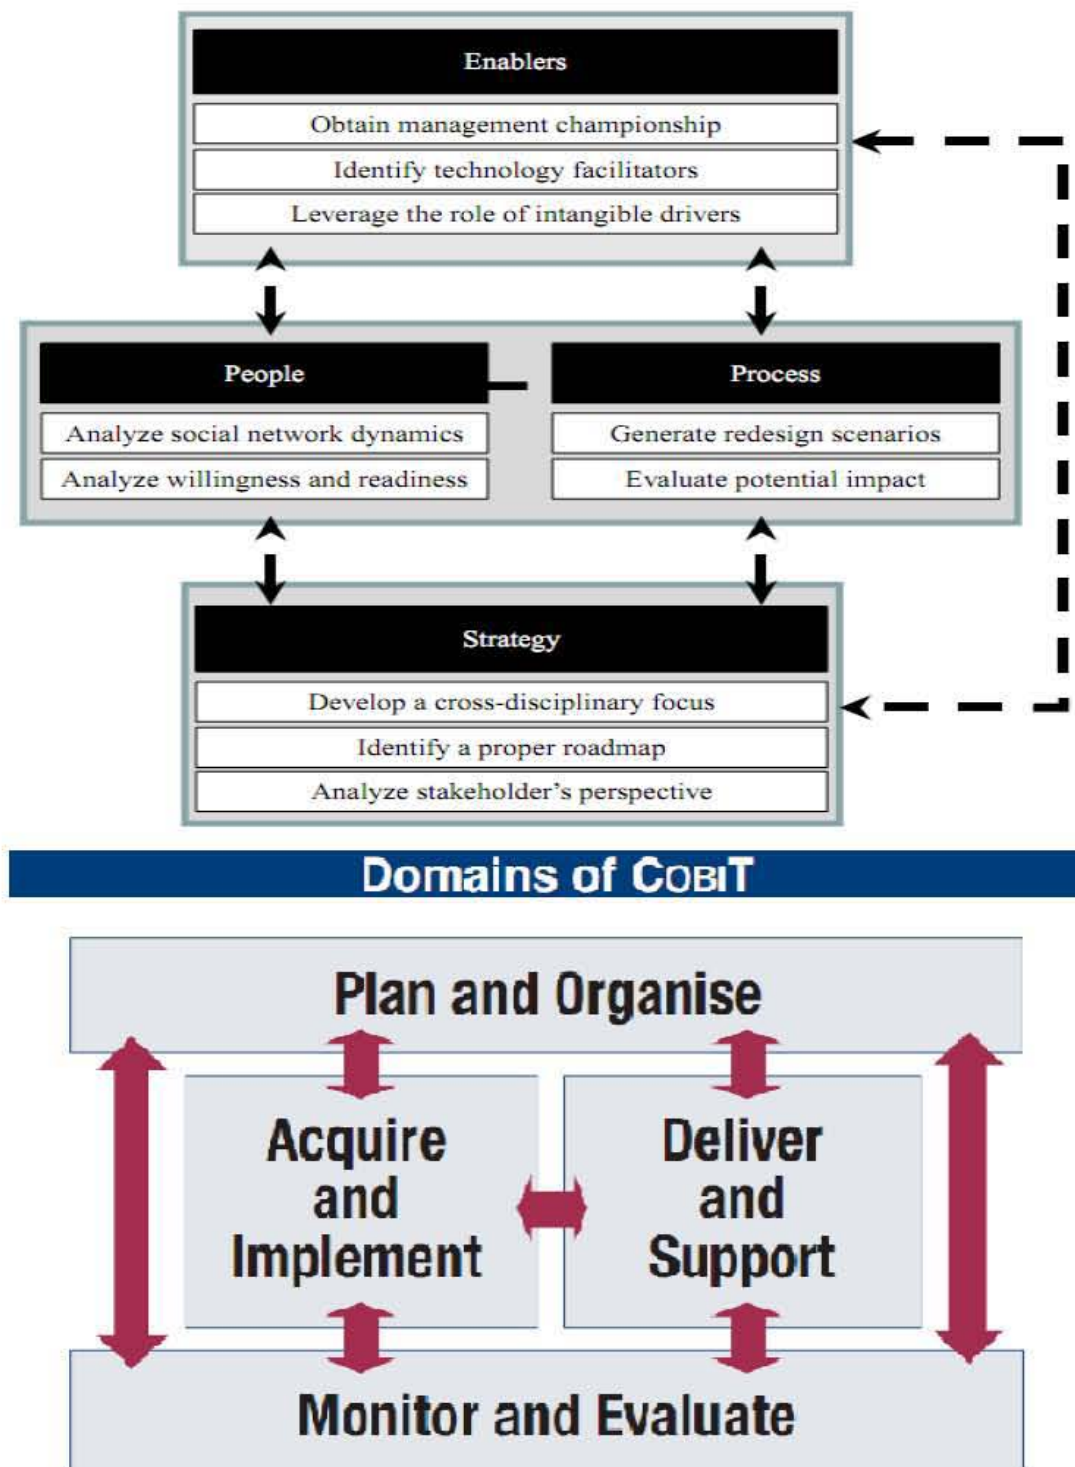 Enablers
Obtain management championship
Identify technology facilitators
Leverage the role of intangible drivers
People
Analyze social network dynamics
Analyze willingness and readiness
Process
Generate redesign scenarios
Evaluate potential impact
Strategy
Develop a cross-disciplinary focus
Identify a proper roadmap
Analyze stakeholder’s perspective
Domains of COBIT
Plan and Organise
Acquire
and
Implement
Deliver
and
Support
Monitor and Evaluate